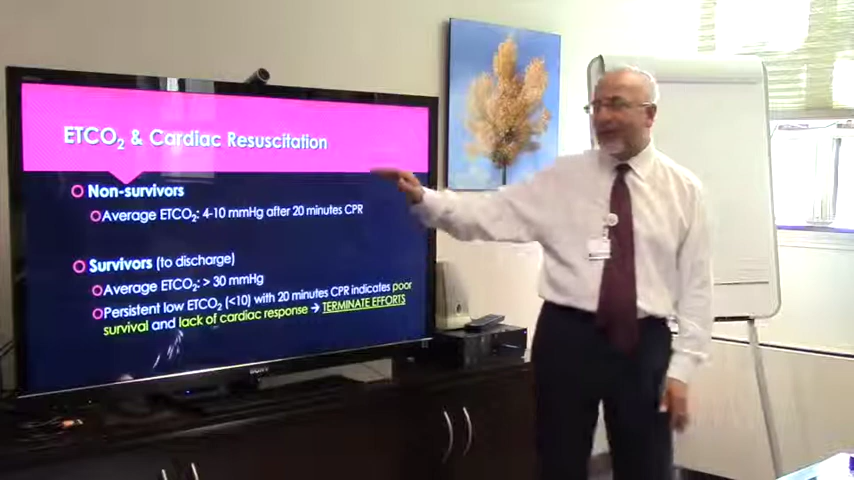 ETCO₂ & Cardiac Resuscitation
Non-survivors
Average ETCO₂: 4-10 mmHg after 20 minutes CPR
Survivors (to discharge)
Average ETCO₂: > 30 mmHg
Persistent low ETCO₂ (<10) with 20 minutes CPR indicates poor
survival and lack of cardiac response → TERMINATE EFFORTS
SONY